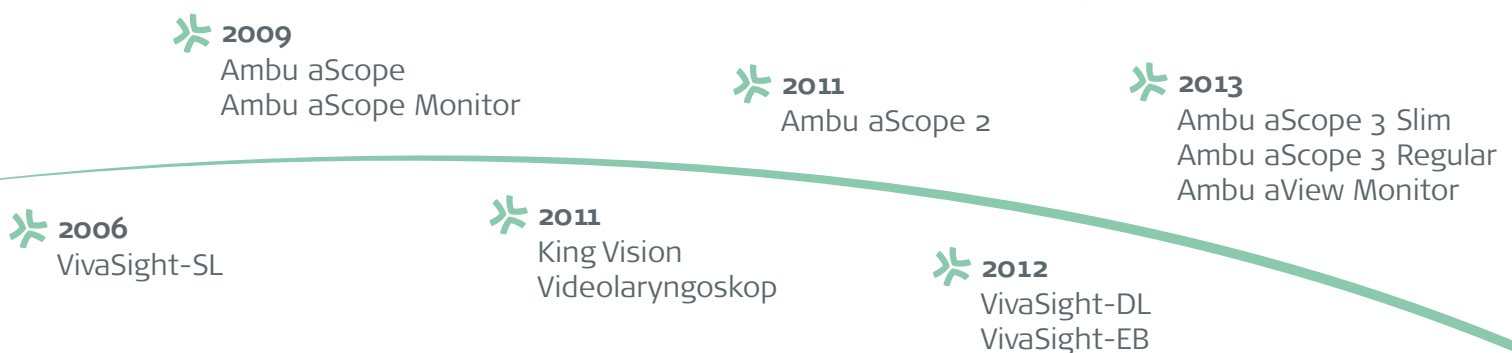 2009
Ambu aScope
Ambu aScope Monitor
2011
Ambu aScope 2
2013
Ambu aScope 3 Slim
Ambu aScope 3 Regular
Ambu aView Monitor
2006
VivaSight-SL
2011
King Vision
Videolaryngoskop
2012
VivaSight-DL
VivaSight-EB